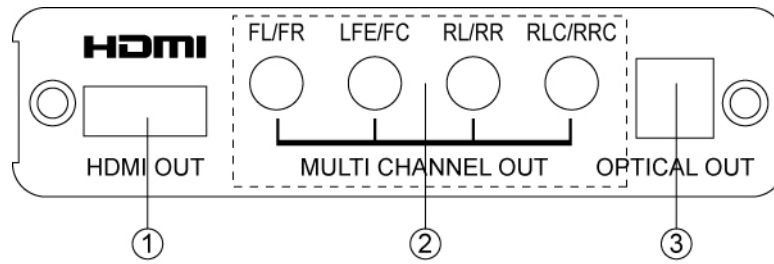 HDMI
FL/FR LFE/FC RL/RR RLC/RRC
HDMI OUT MULTI CHANNEL OUT OPTICAL OUT
1 2 3